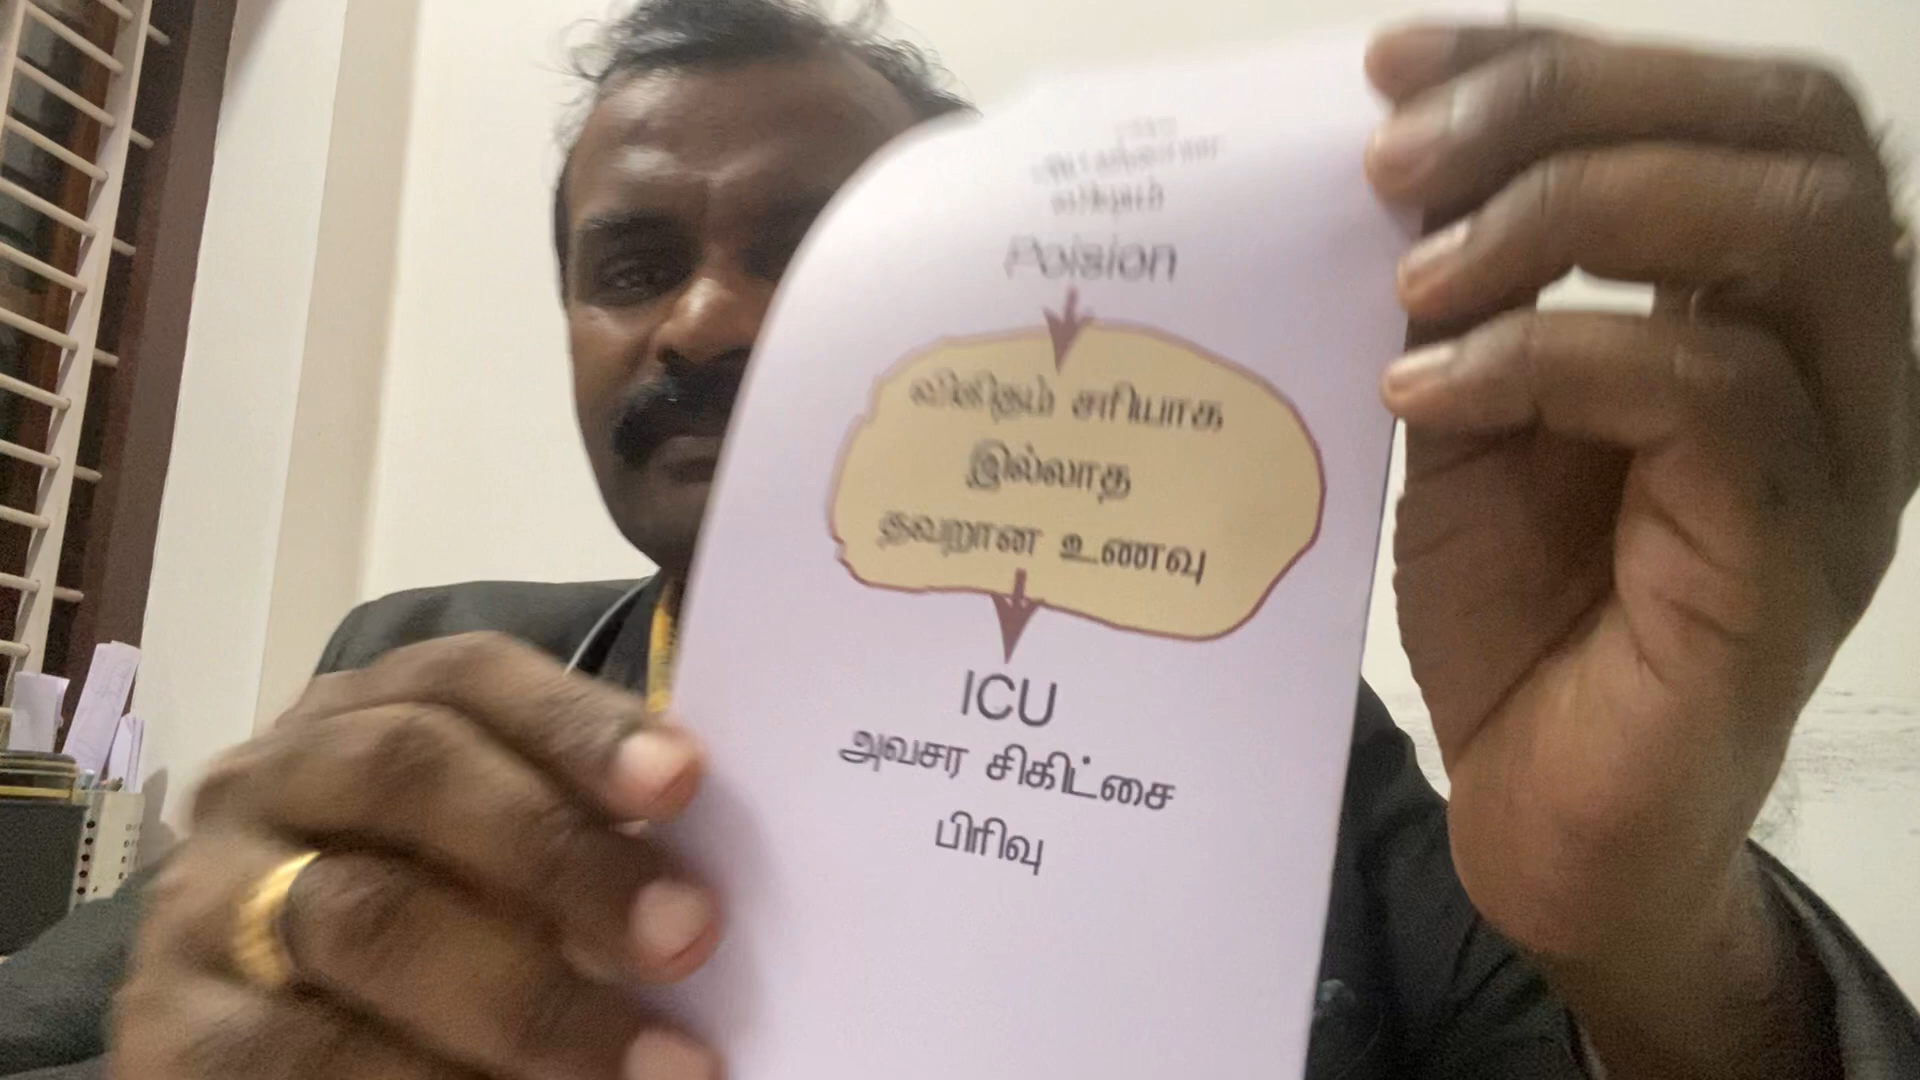 Poision
விகிதம் சரியாக
இல்லாத
தவறான உணவு
ICU
அவசர சிகிட்சை
பிரிவு